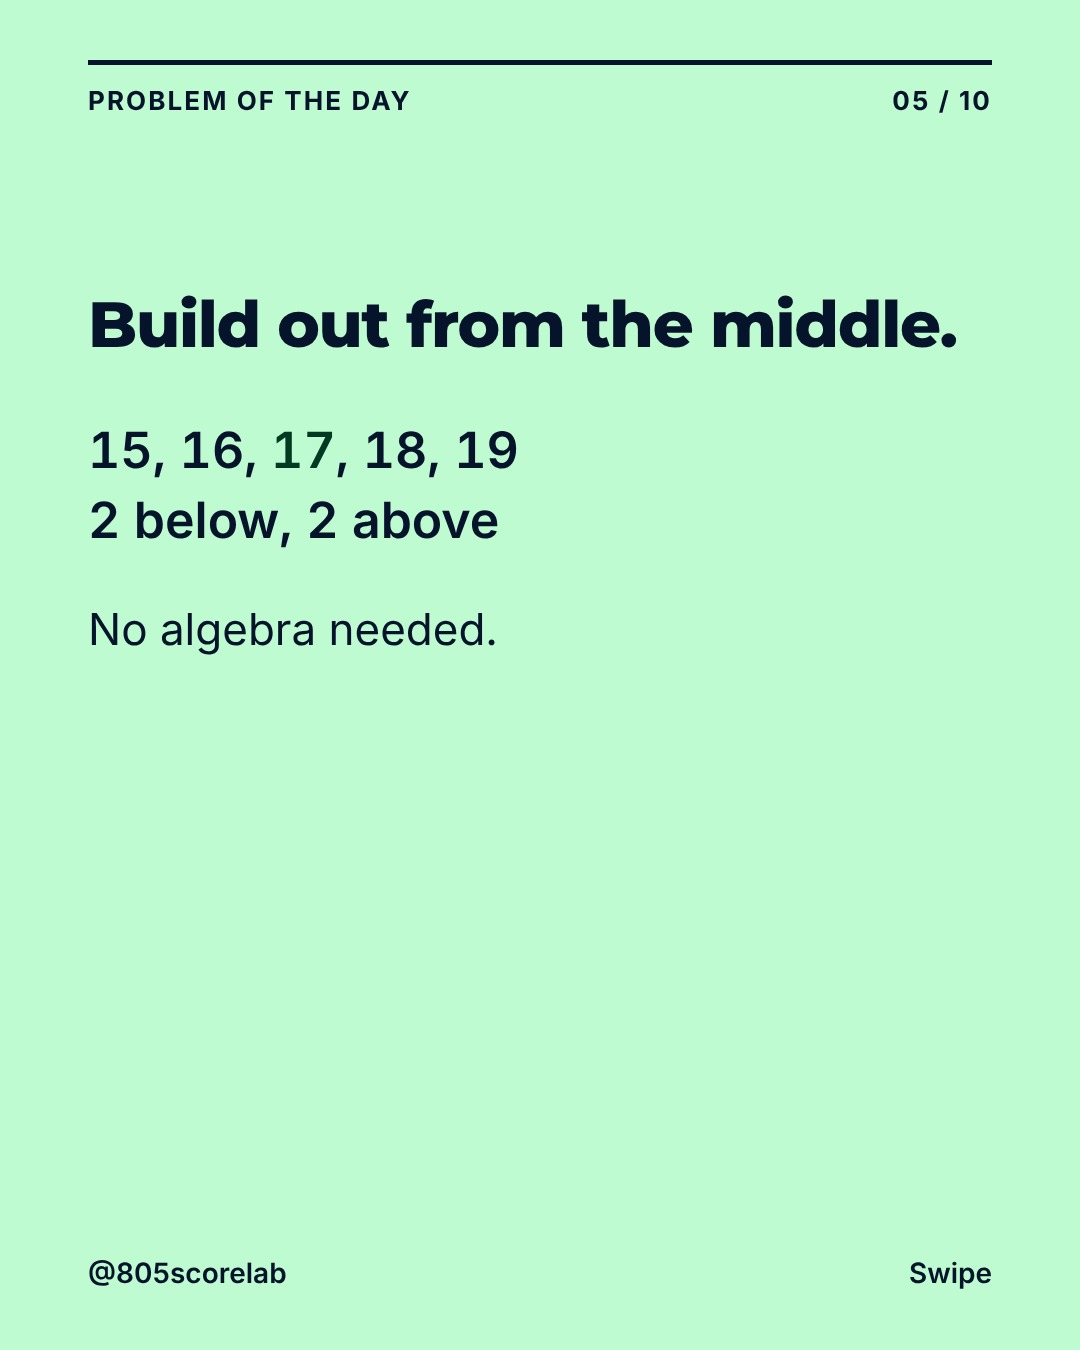 PROBLEM OF THE DAY
05 / 10
Build out from the middle.
15, 16, 17, 18, 19
2 below, 2 above
No algebra needed.
@805scorelab
Swipe